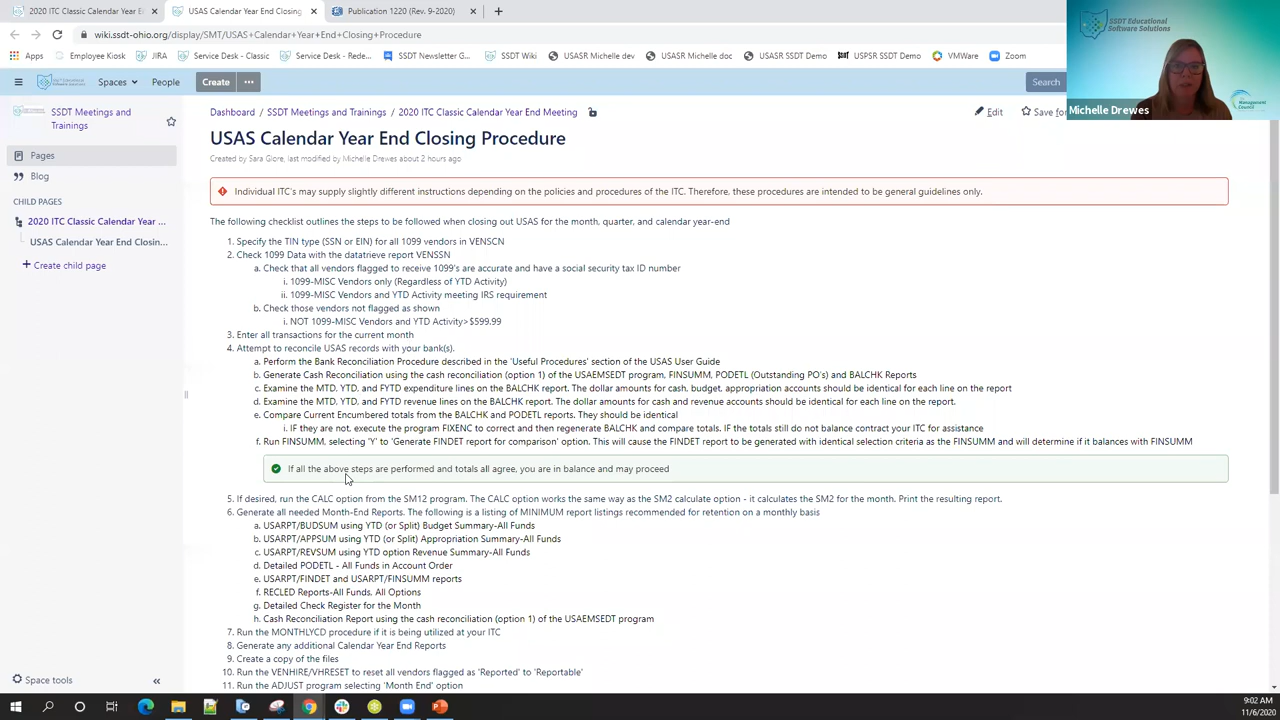 2020 ITC Classic Calendar Year E
USAS Calendar Year End Closing
Publication 1220 (Rev. 9-2020)
wiki.ssdt-ohio.org/display/SMT/USAS+Calendar+Year+End+Closing+Procedure
Apps
Employee Kiosk
JIRA
Service Desk - Classic
Service Desk - Rede...
SSDT Newsletter G...
SSDT Wiki
USASR Michelle dev
USASR Michelle doc
USASR SSDT Demo
USPSR SSDT Demo
VMWare
Zoom
SSDT Educational
Software Solutions
Management
Council
Michelle Drewes
Spaces
People
Create
Search
SSDT Meetings and
Trainings
Pages
Blog
CHILD PAGES
2020 ITC Classic Calendar Year ...
USAS Calendar Year End Closin...
Create child page
Space tools
Dashboard / SSDT Meetings and Trainings / 2020 ITC Classic Calendar Year End Meeting
Edit
Save for
USAS Calendar Year End Closing Procedure
Created by Sara Glore, last modified by Michelle Drewes about 2 hours ago
Individual ITC's may supply slightly different instructions depending on the policies and procedures of the ITC. Therefore, these procedures are intended to be general guidelines only.
The following checklist outlines the steps to be followed when closing out USAS for the month, quarter, and calendar year-end
1. Specify the TIN type (SSN or EIN) for all 1099 vendors in VENSCN
2. Check 1099 Data with the datatrieve report VENSSN
a. Check that all vendors flagged to receive 1099's are accurate and have a social security tax ID number
i. 1099-MISC Vendors only (Regardless of YTD Activity)
ii. 1099-MISC Vendors and YTD Activity meeting IRS requirement
b. Check those vendors not flagged as shown
i. NOT 1099-MISC Vendors and YTD Activity>$599.99
3. Enter all transactions for the current month
4. Attempt to reconcile USAS records with your bank(s).
a. Perform the Bank Reconciliation Procedure described in the 'Useful Procedures' section of the USAS User Guide
b. Generate Cash Reconciliation using the cash reconciliation (option 1) of the USAEMSEDT program, FINSUMM, PODETL (Outstanding PO's) and BALCHK Reports
c. Examine the MTD, YTD, and FYTD expenditure lines on the BALCHK report. The dollar amounts for cash, budget, appropriation accounts should be identical for each line on the report
d. Examine the MTD, YTD, and FYTD revenue lines on the BALCHK report. The dollar amounts for cash and revenue accounts should be identical for each line on the report.
e. Compare Current Encumbered totals from the BALCHK and PODETL reports. They should be identical
i. IF they are not, execute the program FIXENC to correct and then regenerate BALCHK and compare totals. IF the totals still do not balance contract your ITC for assistance
f. Run FINSUMM, selecting 'Y' to 'Generate FINDET report for comparison' option. This will cause the FINDET report to be generated with identical selection criteria as the FINSUMM and will determine if it balances with FINSUMM
If all the above steps are performed and totals all agree, you are in balance and may proceed
5. If desired, run the CALC option from the SM12 program. The CALC option works the same way as the SM2 calculate option - it calculates the SM2 for the month. Print the resulting report.
6. Generate all needed Month-End Reports. The following is a listing of MINIMUM report listings recommended for retention on a monthly basis
a. USARPT/BUDSUM using YTD (or Split) Budget Summary-All Funds
b. USARPT/APPSUM using YTD (or Split) Appropriation Summary-All Funds
c. USARPT/REVSUM using YTD option Revenue Summary-All Funds
d. Detailed PODETL - All Funds in Account Order
e. USARPT/FINDET and USARPT/FINSUMM reports
f. RECLED Reports-All Funds, All Options
g. Detailed Check Register for the Month
h. Cash Reconciliation Report using the cash reconciliation (option 1) of the USAEMSEDT program
7. Run the MONTHLYCD procedure if it is being utilized at your ITC
8. Generate any additional Calendar Year End Reports
9. Create a copy of the files
10. Run the VENHIRE/VHRESET to reset all vendors flagged as 'Reported' to 'Reportable'
11. Run the ADJUST program selecting 'Month End' option
9:02 AM
11/6/2020